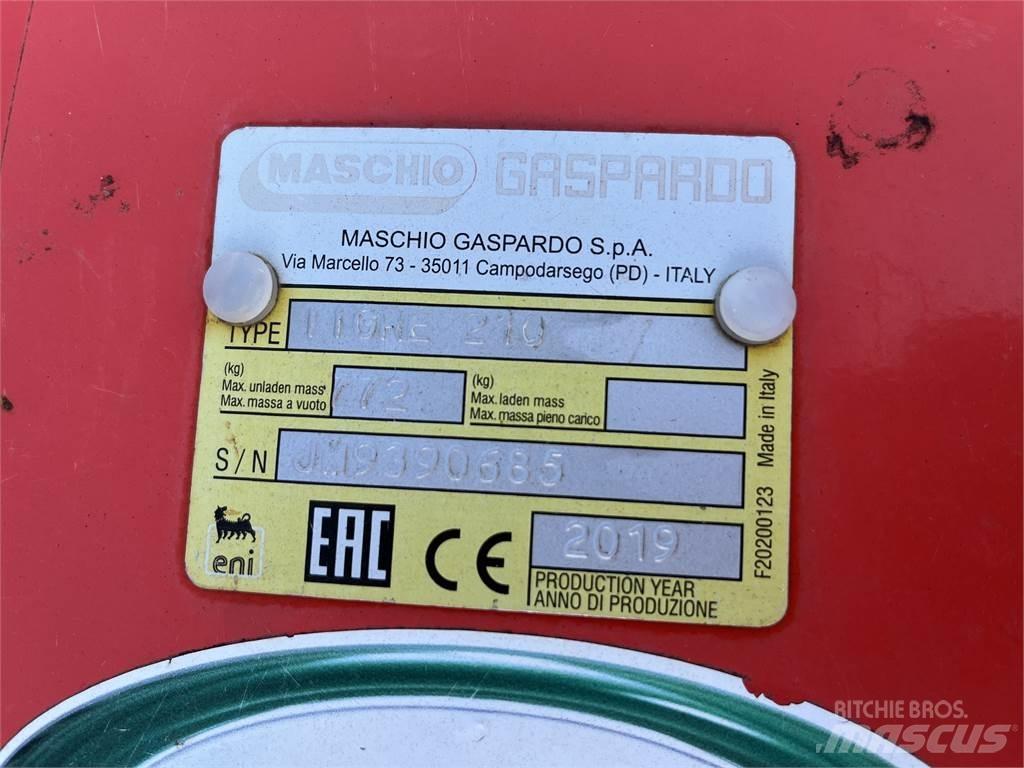 MASCHIO GASPARDO
MASCHIO GASPARDO S.p.A.
Via Marcello 73 - 35011 Campodarsego (PD) - ITALY
TYPE 210
(kg)
Max. unladen mass
Max. massa a vuoto
(kg)
Max. laden mass
Max. massa pieno carico
S/N
eni
EAC
CE
2019
PRODUCTION YEAR
ANNO DI PRODUZIONE
F20200123 Made in Italy
RITCHIE BROS.
MASCUS